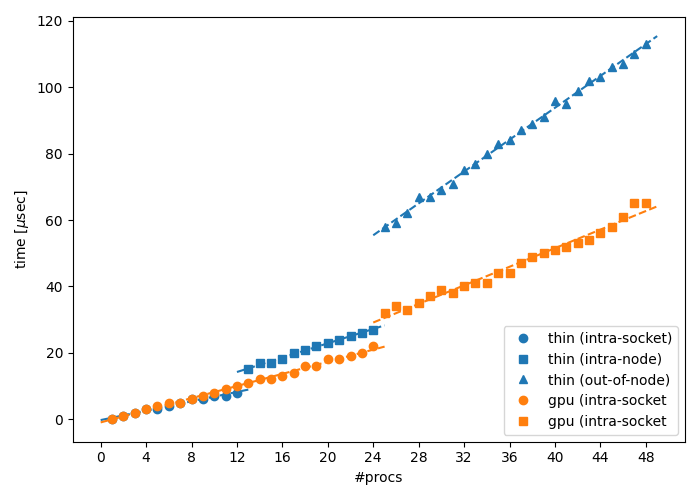 120
100
80
60
40
20
0
time [μsec]
0 4 8 12 16 20 24 28 32 36 40 44 48
#procs
thin (intra-socket)
thin (intra-node)
thin (out-of-node)
gpu (intra-socket
gpu (intra-socket